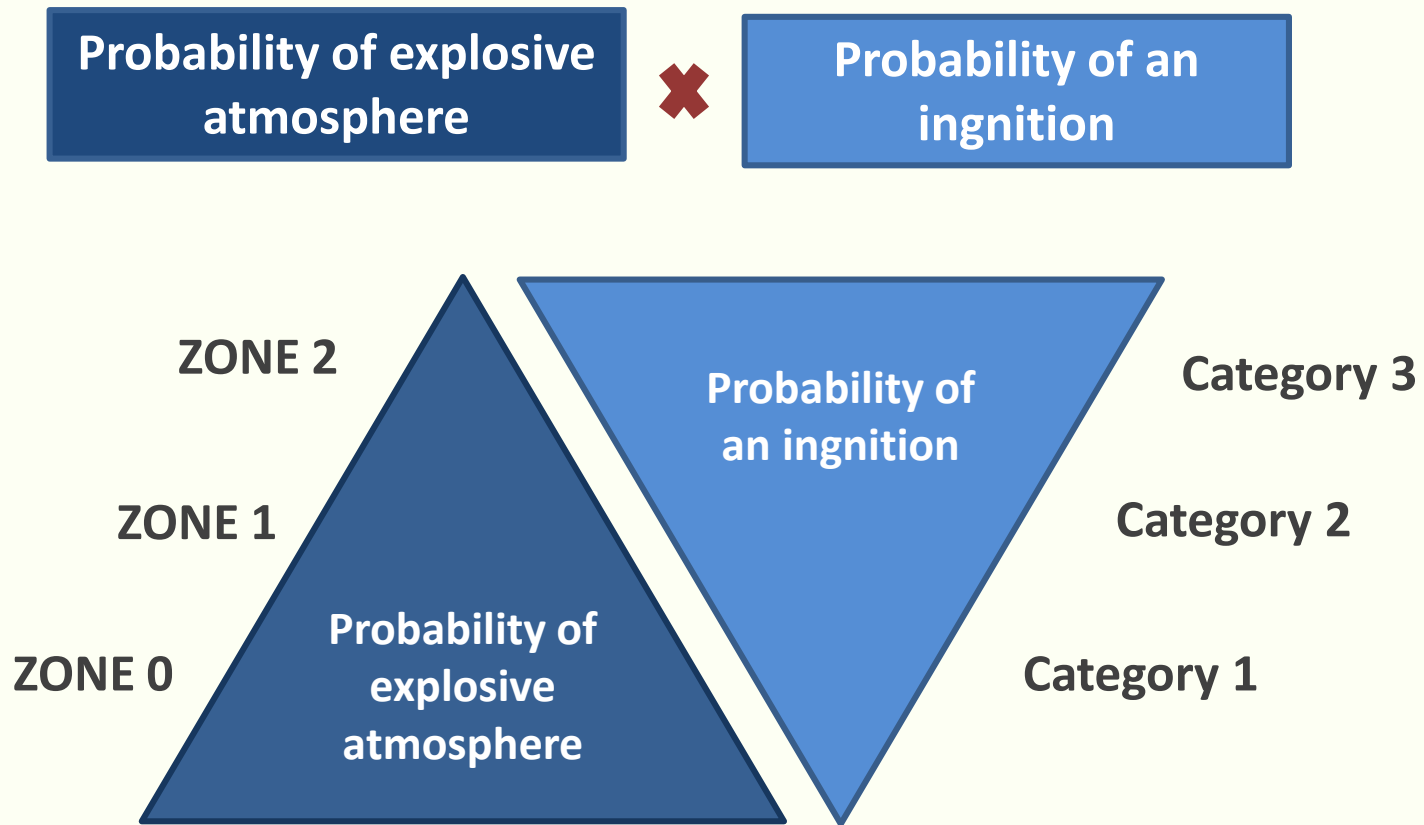 Probability of explosive
atmosphere
Probability of an
ingnition
ZONE 2
ZONE 1
ZONE 0
Probability of
explosive
atmosphere
Probability of
an ingnition
Category 3
Category 2
Category 1